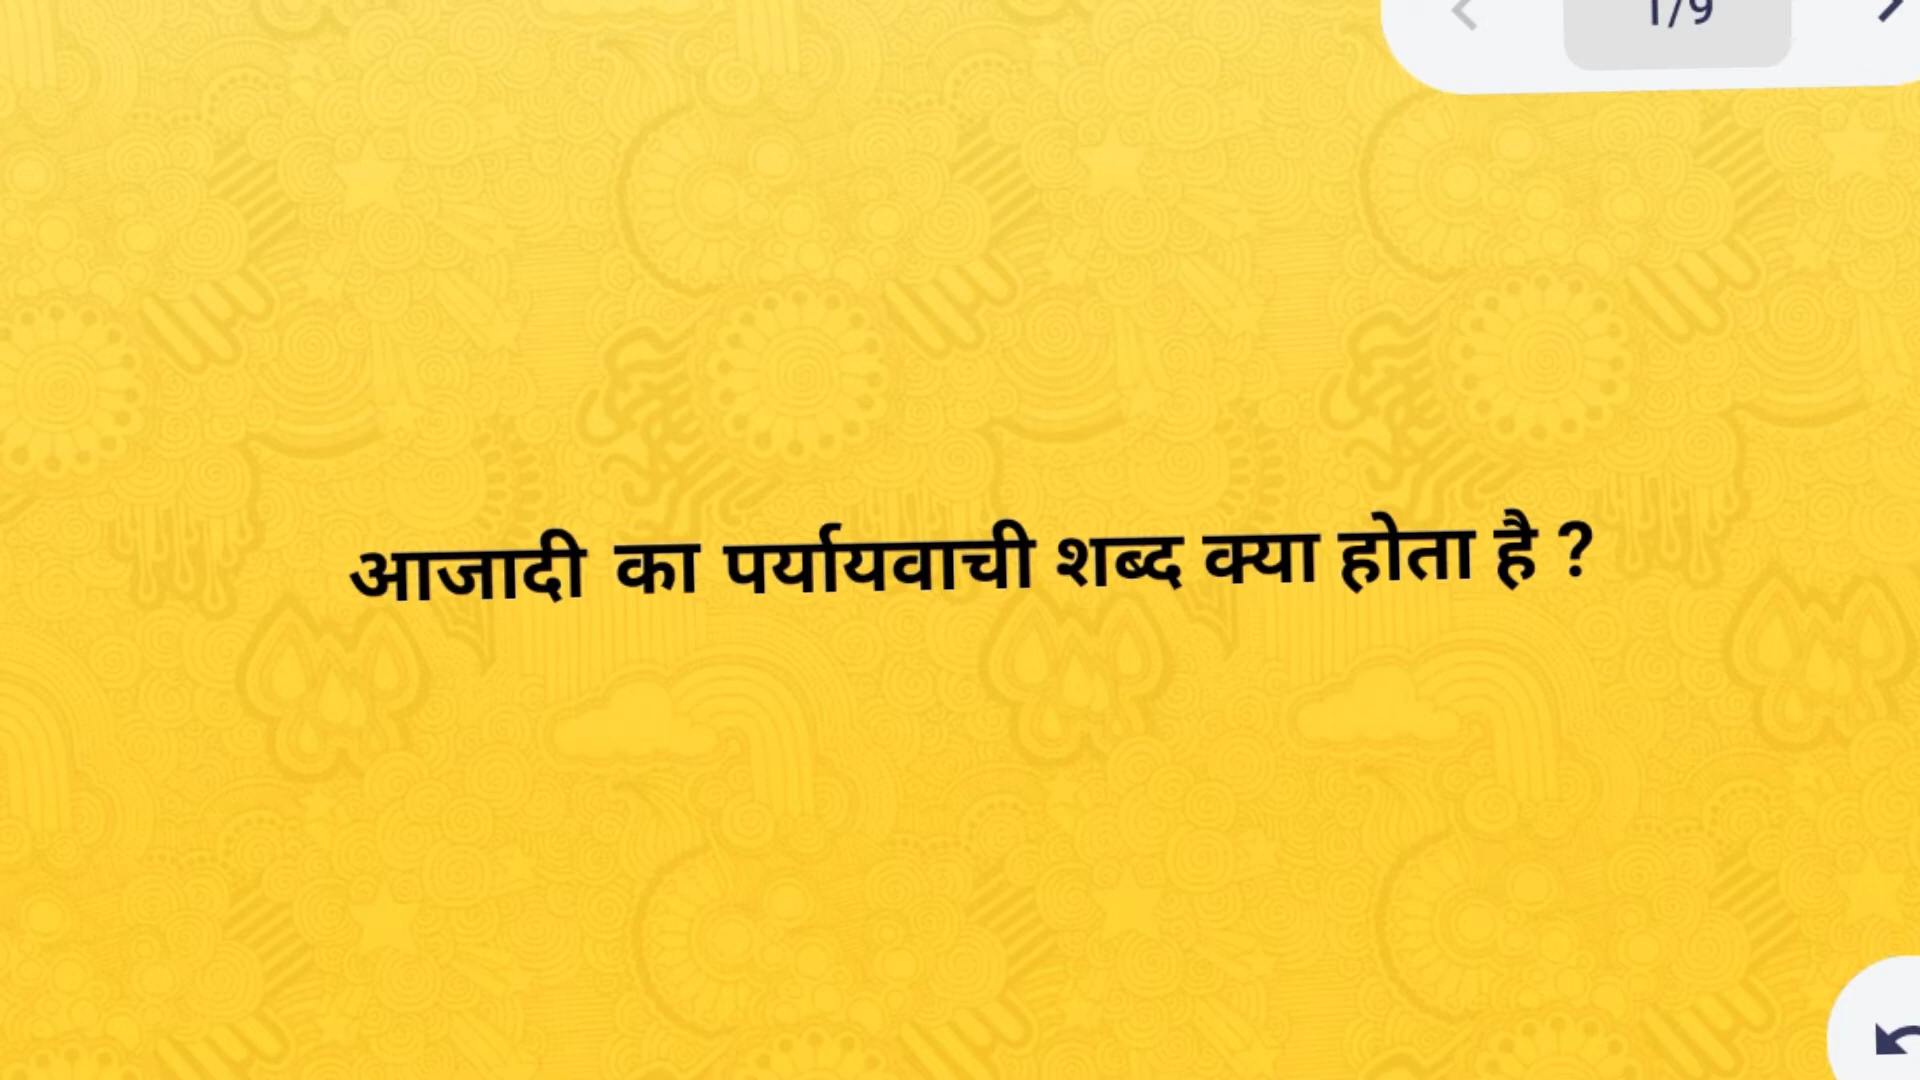 1/9
आजादी का पर्यायवाची शब्द क्या होता है ?